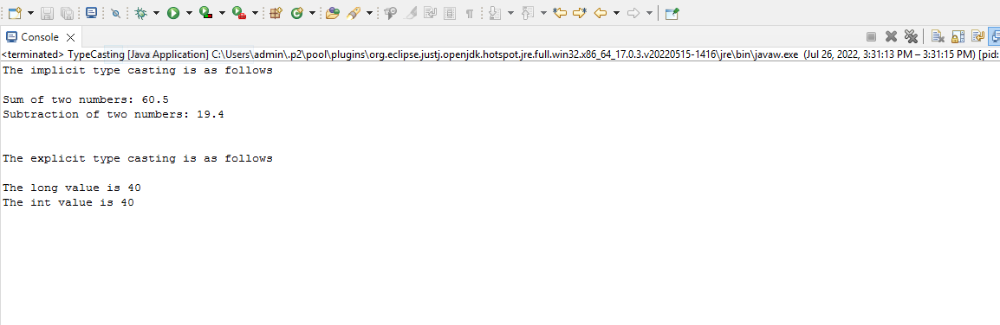 Console
<terminated> TypeCasting [Java Application] C:\Users\admin\.p2\pool\plugins\org.eclipse.justj.openjdk.hotspot.jre.full.win32.x86_64_17.0.3.v20220515-1416\jre\bin\javaw.exe (Jul 26, 2022, 3:31:13 PM – 3:31:15 PM) [pid:
The implicit type casting is as follows
Sum of two numbers: 60.5
Subtraction of two numbers: 19.4
The explicit type casting is as follows
The long value is 40
The int value is 40